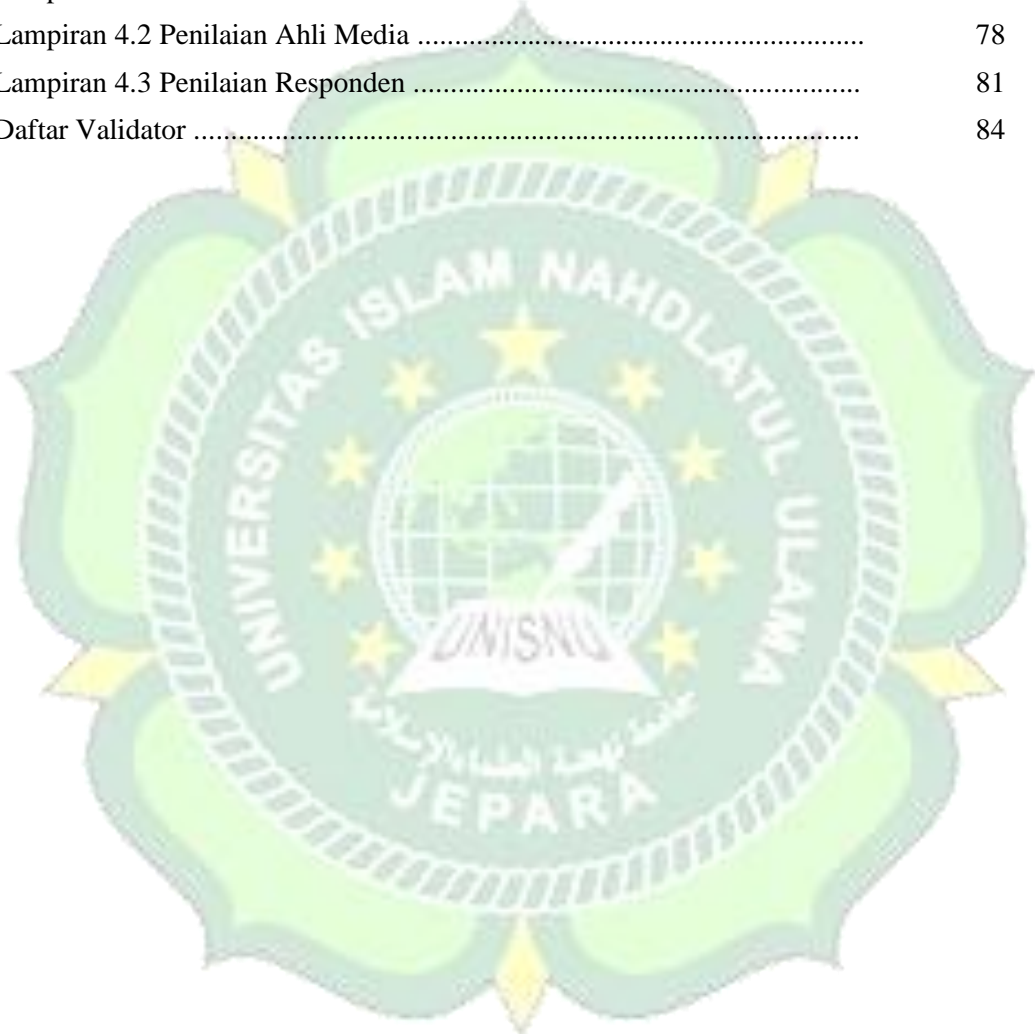 Lampiran 4.2 Penilaian Ahli Media ............................................................ 78
Lampiran 4.3 Penilaian Responden ............................................................ 81
Daftar Validator .......................................................................................... 84
UNIVERSITAS ISLAM NAHDLATUL ULAMA
UNISNU
JEPARA